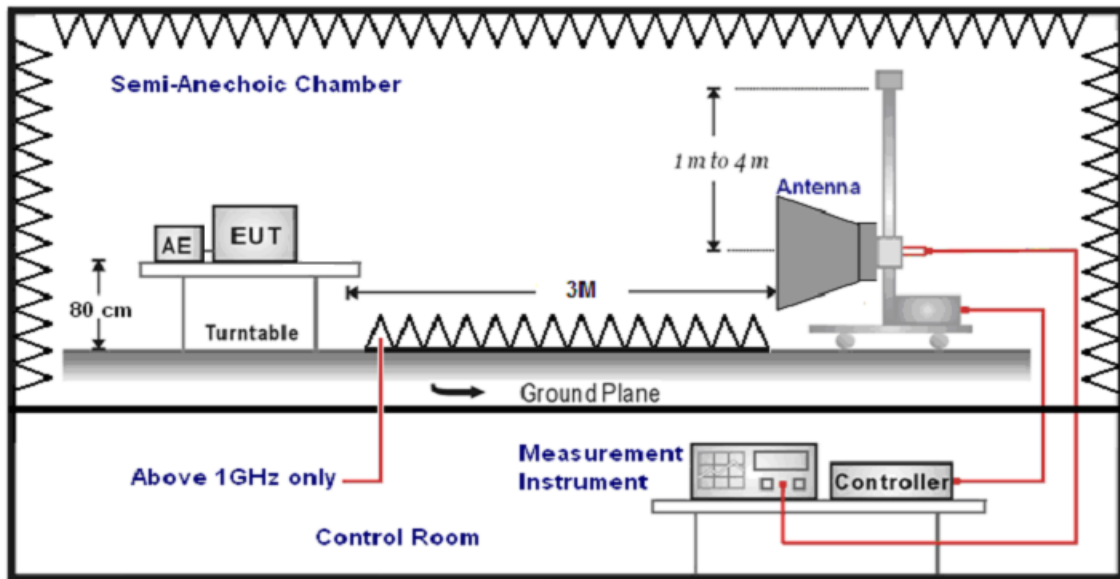 Semi-Anechoic Chamber
1 m to 4 m
Antenna
AE
EUT
80 cm
3M
Turntable
Ground Plane
Above 1GHz only
Measurement
Instrument
Controller
Control Room